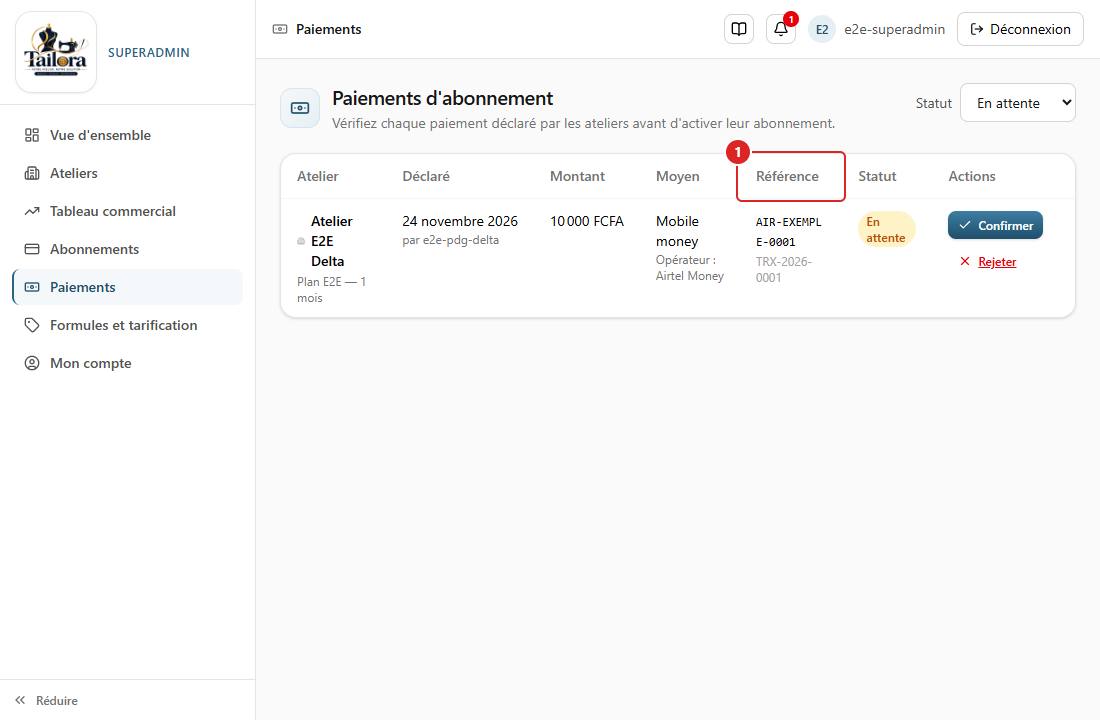 Tailora
SUPERADMIN
Paiements
1
E2
e2e-superadmin
Déconnexion
Vue d'ensemble
Ateliers
Tableau commercial
Abonnements
Paiements
Formules et tarification
Mon compte
Réduire
Paiements d'abonnement
Vérifiez chaque paiement déclaré par les ateliers avant d'activer leur abonnement.
Statut
En attente
1
Atelier
Déclaré
Montant
Moyen
Référence
Statut
Actions
Atelier
E2E
Delta
Plan E2E — 1
mois
24 novembre 2026
par e2e-pdg-delta
10 000 FCFA
Mobile
money
Opérateur :
Airtel Money
AIR-EXEMPL
E-0001
TRX-2026-
0001
En
attente
Confirmer
Rejeter